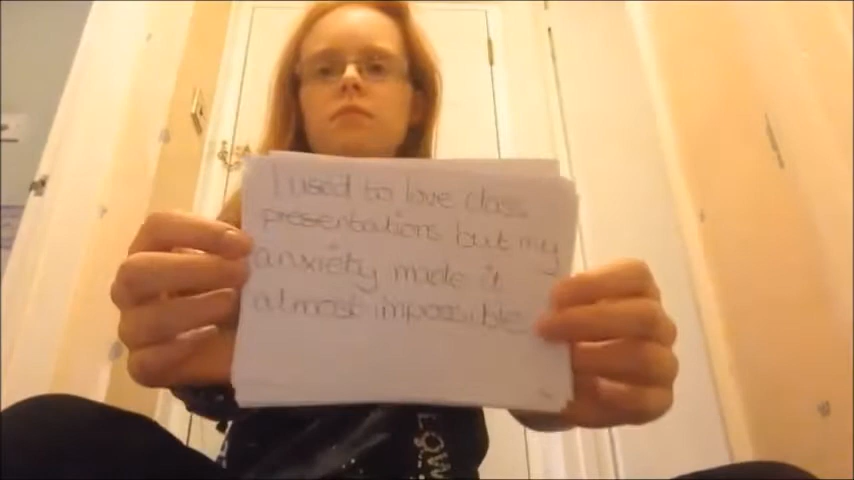 I used to love class
presentations but my
anxiety made it
almost impossible